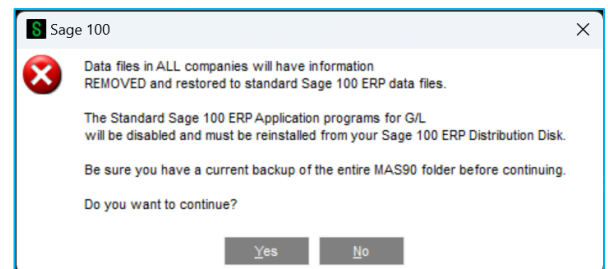 S Sage 100
Data files in ALL companies will have information
REMOVED and restored to standard Sage 100 ERP data files.
The Standard Sage 100 ERP Application programs for G/L
will be disabled and must be reinstalled from your Sage 100 ERP Distribution Disk.
Be sure you have a current backup of the entire MAS90 folder before continuing.
Do you want to continue?
Yes No